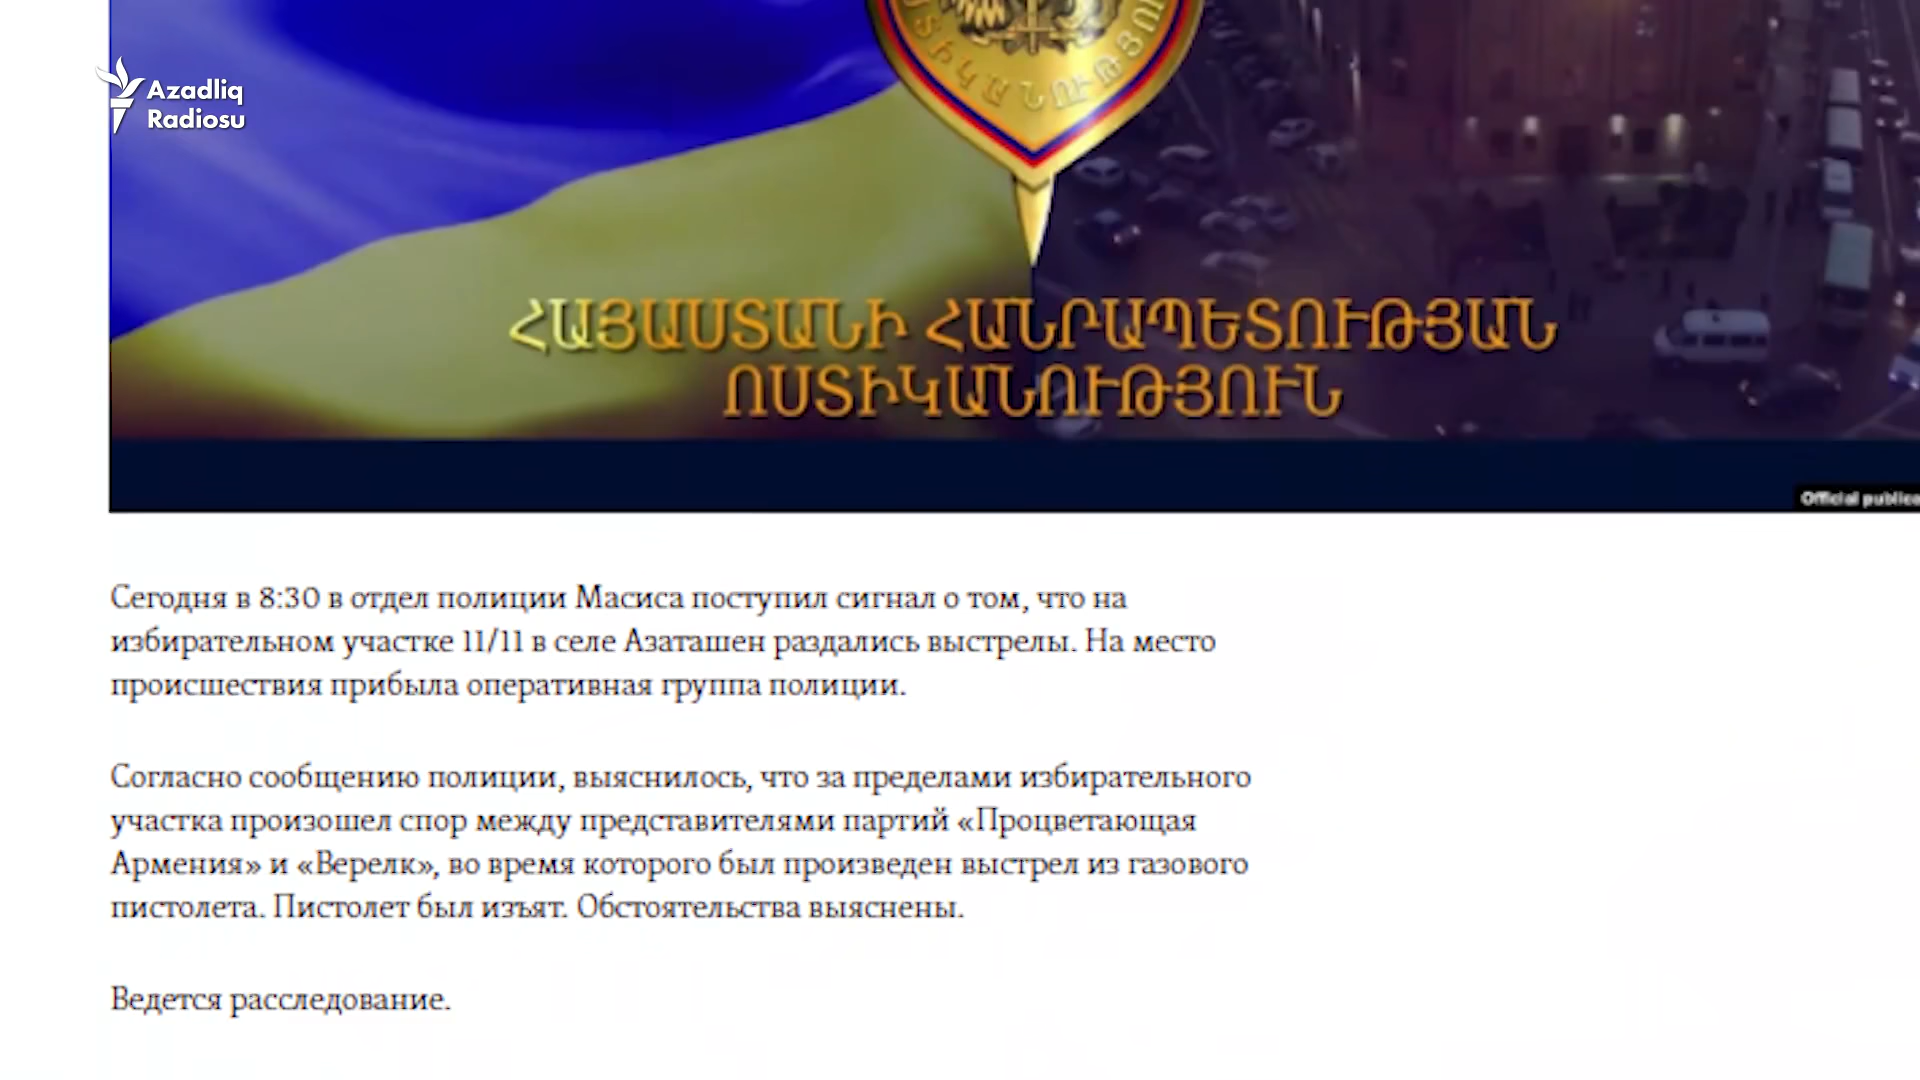 Azadlıq
Radiosu
ՀԱՅԱՍՏԱՆԻ ՀԱՆՐԱՊԵՏՈՒԹՅԱՆ
ՈՍՏԻԿԱՆՈՒԹՅՈՒՆ
Official
Сегодня в 8:30 в отдел полиции Масиса поступил сигнал о том, что на
избирательном участке 11/11 в селе Азаташен раздались выстрелы. На место
происшествия прибыла оперативная группа полиции.
Согласно сообщению полиции, выяснилось, что за пределами избирательного
участка произошел спор между представителями партий «Процветающая
Армения» и «Верелк», во время которого был произведен выстрел из газового
пистолета. Пистолет был изъят. Обстоятельства выяснены.
Ведется расследование.